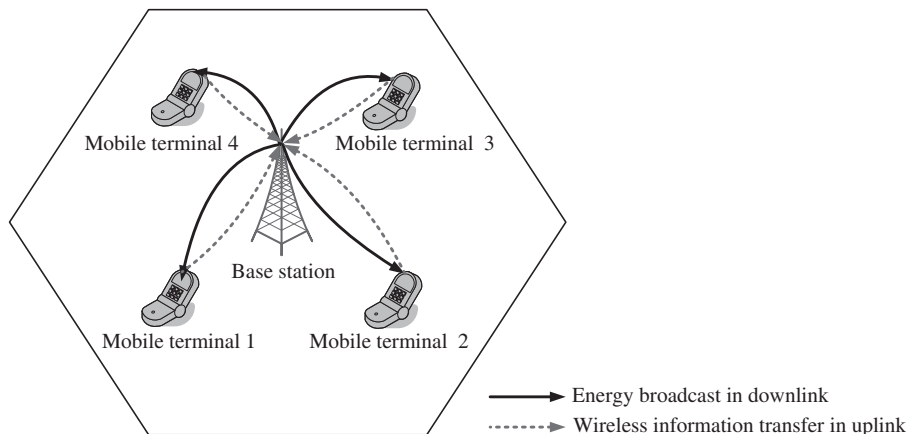 Mobile terminal 4
Mobile terminal 3
Base station
Mobile terminal 1
Mobile terminal 2
Energy broadcast in downlink
Wireless information transfer in uplink